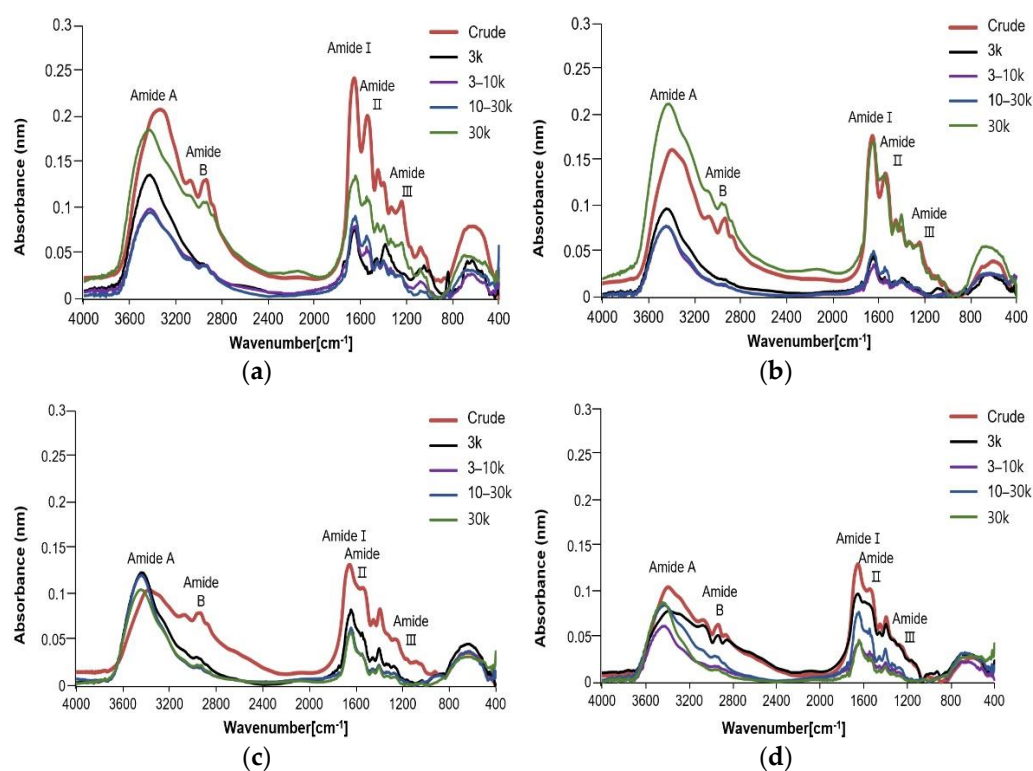 0.3
0.25
0.2
0.15
0.1
0.05
0
4000 3600 3200 2800 2400 2000 1600 1200 800 400
Absorbance (nm)
Wavenumber[cm-1]
Amide A
Amide
B
Amide I
Amide
II
Amide
III
Crude
3k
3–10k
10–30k
30k
(a)
0.3
0.25
0.2
0.15
0.1
0.05
0
4000 3600 3200 2800 2400 2000 1600 1200 800 400
Absorbance (nm)
Wavenumber[cm-1]
Amide A
Amide
B
Amide I
Amide
II
Amide
III
Crude
3k
3–10k
10–30k
30k
(b)
0.3
0.25
0.2
0.15
0.1
0.05
0
4000 3600 3200 2800 2400 2000 1600 1200 800 400
Absorbance (nm)
Wavenumber[cm-1]
Amide A
Amide
B
Amide I
Amide
II
Amide
III
Crude
3k
3–10k
10–30k
30k
(c)
0.3
0.25
0.2
0.15
0.1
0.05
0
4000 3600 3200 2800 2400 2000 1600 1200 800 400
Absorbance (nm)
Wavenumber[cm-1]
Amide A
Amide
B
Amide I
Amide
II
Amide
III
Crude
3k
3–10k
10–30k
30k
(d)